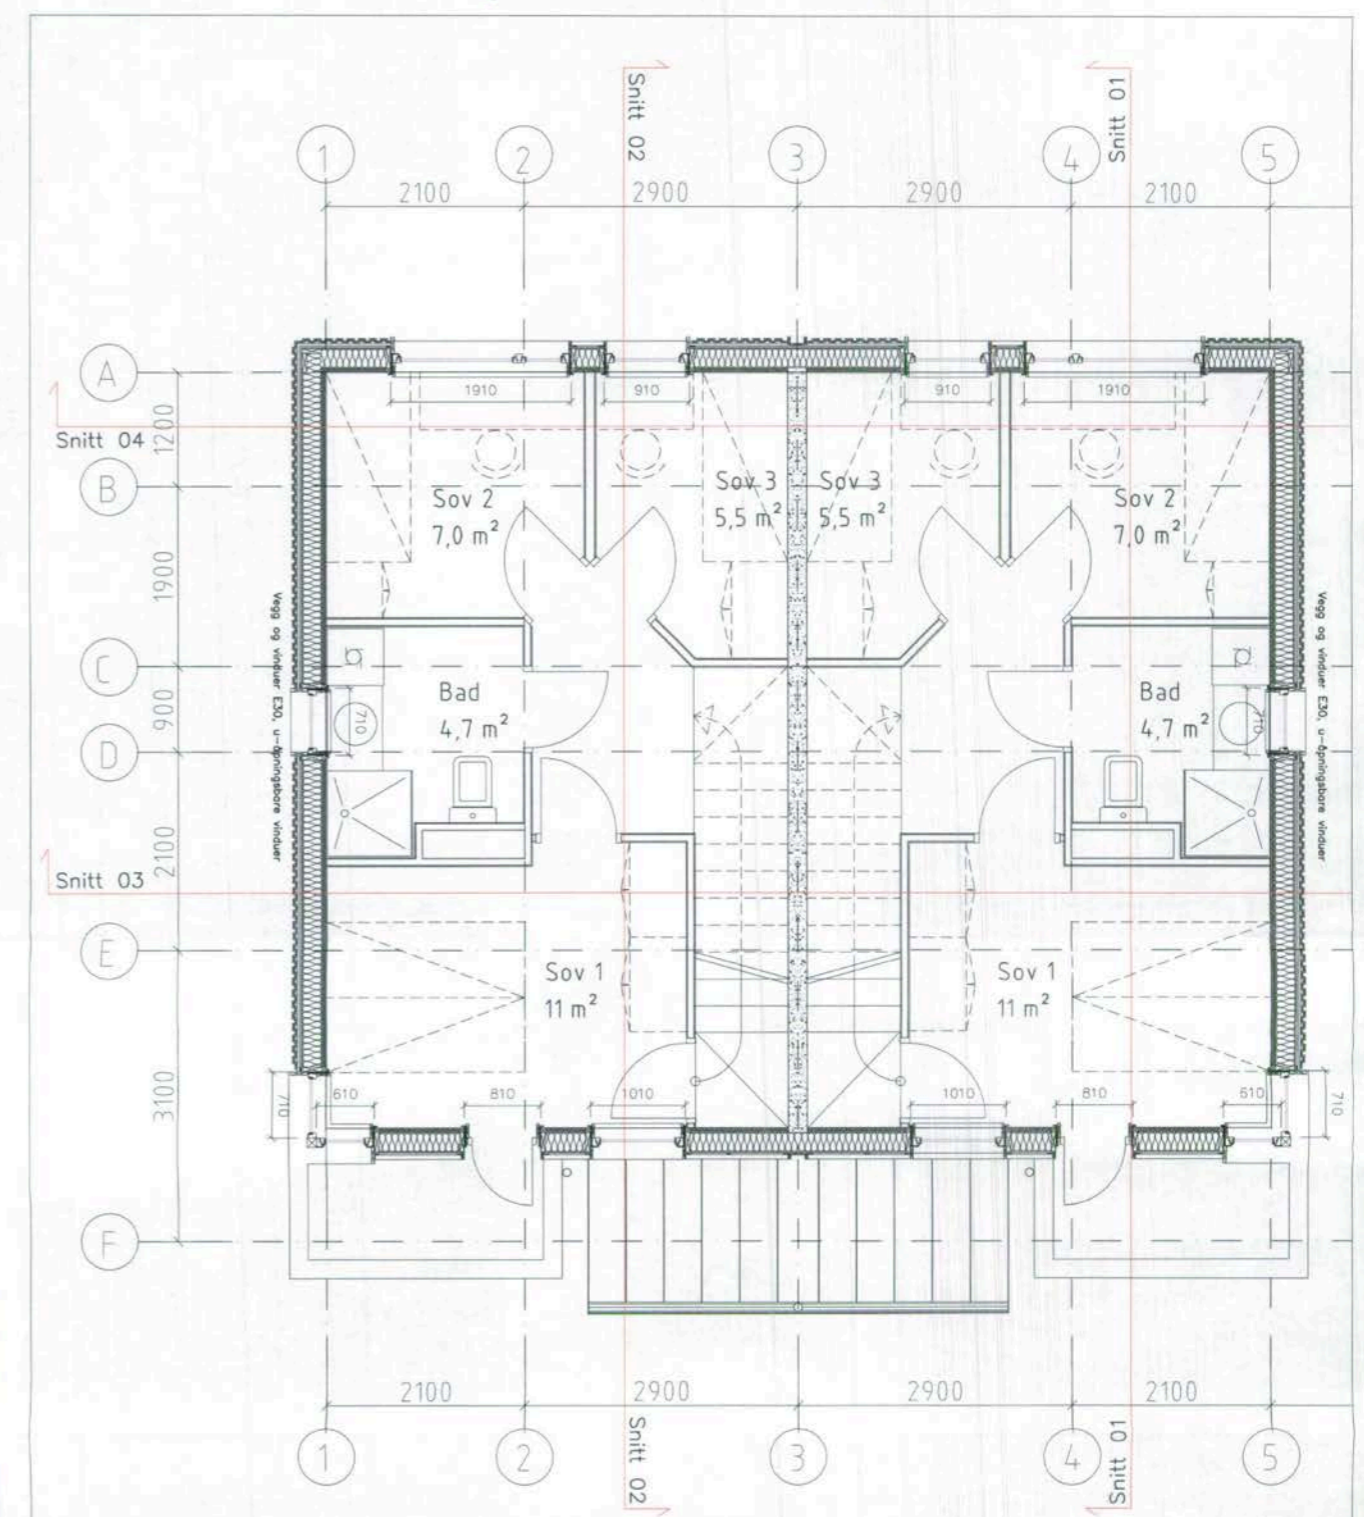 Snitt 02
Snitt 01
1
2
3
4
5
2100
2900
2900
2100
A
1200
Snitt 04
B
1900
C
900
D
2100
Snitt 03
E
3100
F
1910
910
910
1910
Sov 2
7,0 m²
Sov 3
5,5 m²
Sov 3
5,5 m²
Sov 2
7,0 m²
Vegg og vinduer E30, u-åpningsbare vinduer
Vegg og vinduer E30, u-åpningsbare vinduer
Bad
4,7 m²
710
Bad
4,7 m²
710
Sov 1
11 m²
Sov 1
11 m²
710
610
810
1010
1010
810
610
710
2100
2900
2900
2100
1
2
3
4
5
Snitt 02
Snitt 01